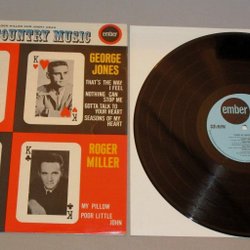 COUNTRY MUSIC
ember
GEORGE
JONES
THAT'S THE WAY I
FEEL
NOTHING CAN
STOP ME
GOTTA TALK TO
YOUR HEART
SEASONS OF MY
HEART
K
K
ROGER
MILLER
MY PILLOW
POOR LITTLE
JOHN
ember